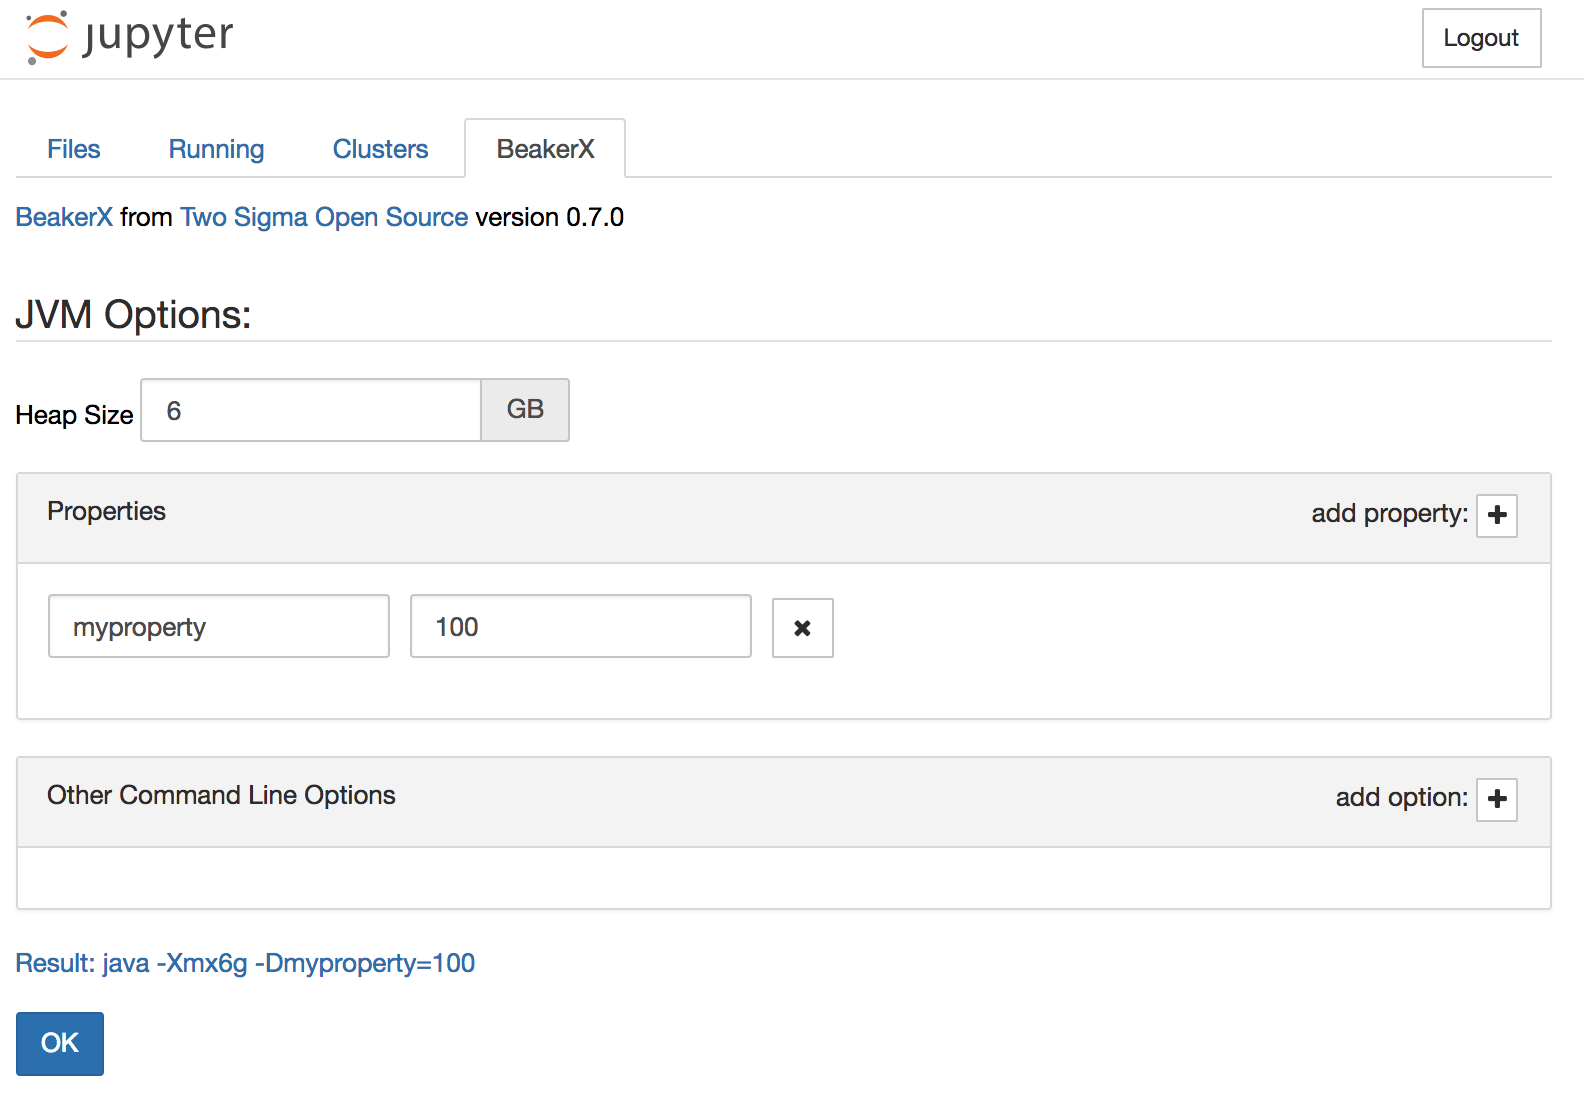 jupyter
Logout
Files Running Clusters BeakerX
BeakerX from Two Sigma Open Source version 0.7.0
JVM Options:
Heap Size 6 GB
Properties add property:
myproperty 100
Other Command Line Options add option:
Result: java -Xmx6g -Dmyproperty=100
OK